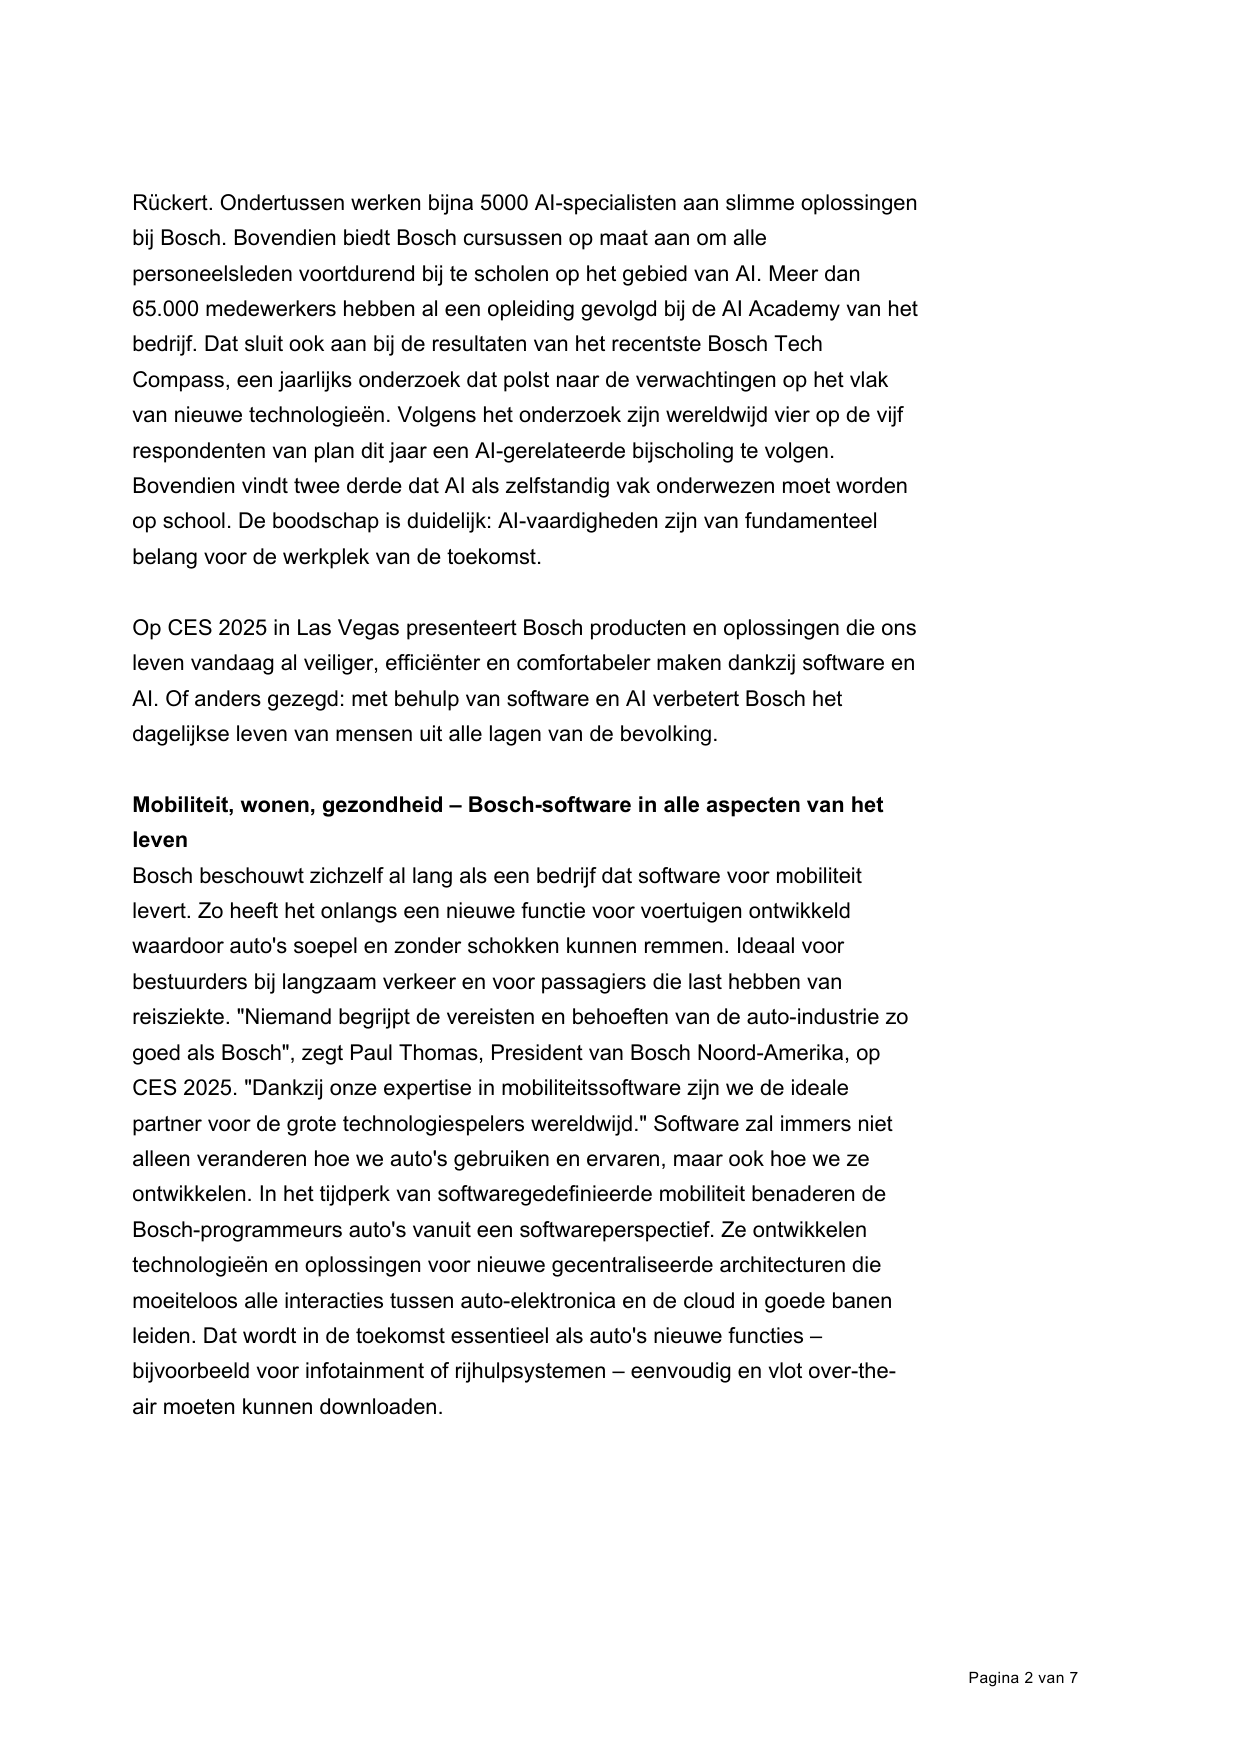 Rückert. Ondertussen werken bijna 5000 AI-specialisten aan slimme oplossingen
bij Bosch. Bovendien biedt Bosch cursussen op maat aan om alle
personeelsleden voortdurend bij te scholen op het gebied van AI. Meer dan
65.000 medewerkers hebben al een opleiding gevolgd bij de AI Academy van het
bedrijf. Dat sluit ook aan bij de resultaten van het recentste Bosch Tech
Compass, een jaarlijks onderzoek dat polst naar de verwachtingen op het vlak
van nieuwe technologieën. Volgens het onderzoek zijn wereldwijd vier op de vijf
respondenten van plan dit jaar een AI-gerelateerde bijscholing te volgen.
Bovendien vindt twee derde dat AI als zelfstandig vak onderwezen moet worden
op school. De boodschap is duidelijk: AI-vaardigheden zijn van fundamenteel
belang voor de werkplek van de toekomst.
Op CES 2025 in Las Vegas presenteert Bosch producten en oplossingen die ons
leven vandaag al veiliger, efficiënter en comfortabeler maken dankzij software en
AI. Of anders gezegd: met behulp van software en AI verbetert Bosch het
dagelijkse leven van mensen uit alle lagen van de bevolking.
Mobiliteit, wonen, gezondheid – Bosch-software in alle aspecten van het
leven
Bosch beschouwt zichzelf al lang als een bedrijf dat software voor mobiliteit
levert. Zo heeft het onlangs een nieuwe functie voor voertuigen ontwikkeld
waardoor auto's soepel en zonder schokken kunnen remmen. Ideaal voor
bestuurders bij langzaam verkeer en voor passagiers die last hebben van
reisziekte. "Niemand begrijpt de vereisten en behoeften van de auto-industrie zo
goed als Bosch", zegt Paul Thomas, President van Bosch Noord-Amerika, op
CES 2025. "Dankzij onze expertise in mobiliteitssoftware zijn we de ideale
partner voor de grote technologiespelers wereldwijd." Software zal immers niet
alleen veranderen hoe we auto's gebruiken en ervaren, maar ook hoe we ze
ontwikkelen. In het tijdperk van softwaregedefinieerde mobiliteit benaderen de
Bosch-programmeurs auto's vanuit een softwareperspectief. Ze ontwikkelen
technologieën en oplossingen voor nieuwe gecentraliseerde architecturen die
moeiteloos alle interacties tussen auto-elektronica en de cloud in goede banen
leiden. Dat wordt in de toekomst essentieel als auto's nieuwe functies –
bijvoorbeeld voor infotainment of rijhulpsystemen – eenvoudig en vlot over-the-
air moeten kunnen downloaden.
Pagina 2 van 7